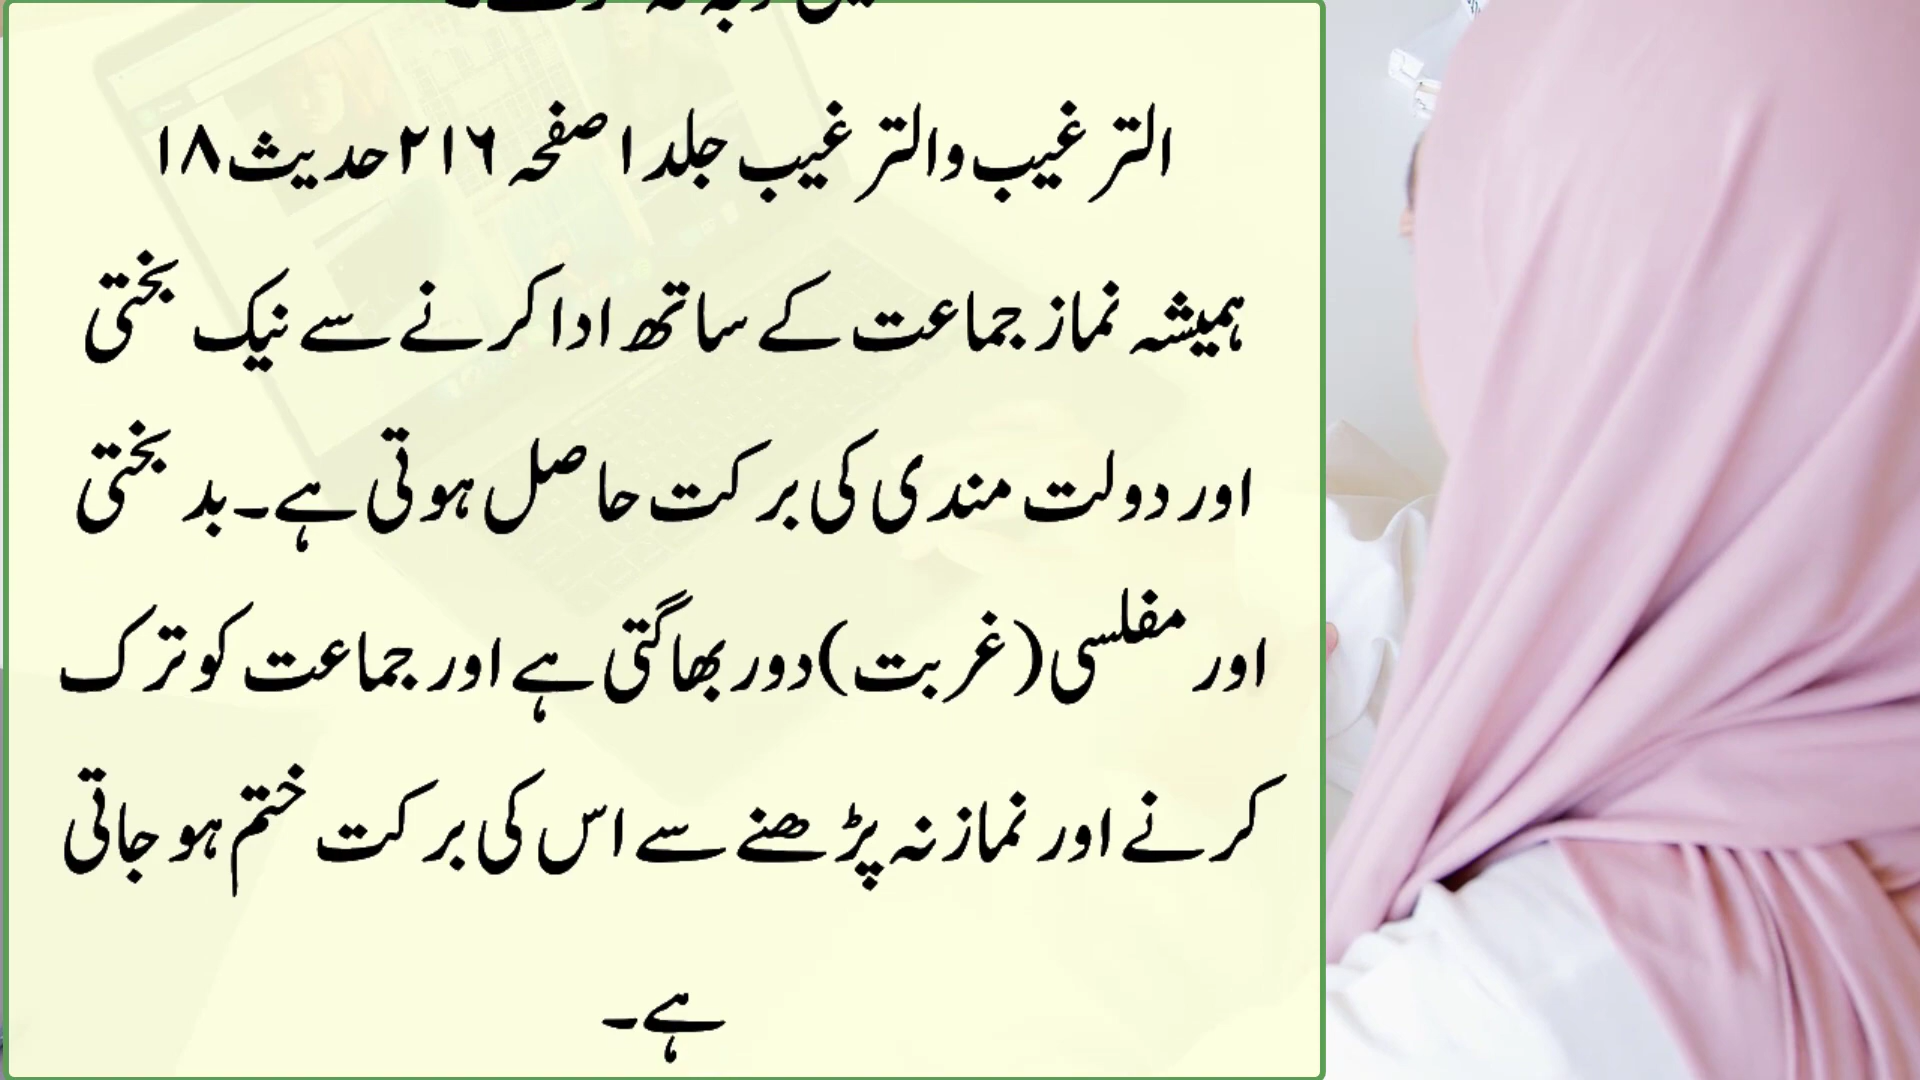 الترغیب والترغیب جلد ۱ صفحہ ۲۱۶ حدیث ۱۸
ہمیشہ نماز جماعت کے ساتھ ادا کرنے سے نیک بختی
اور دولت مندی کی برکت حاصل ہوتی ہے۔ بد بختی
اور مفلسی (غربت) دور بھاگتی ہے اور جماعت کو ترک
کرنے اور نماز نہ پڑھنے سے اس کی برکت ختم ہو جاتی
ہے۔